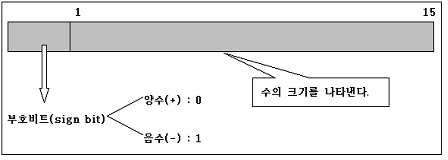 1 15
수의 크기를 나타낸다.
양수(+) : 0
부호비트(sign bit)
음수(-) : 1